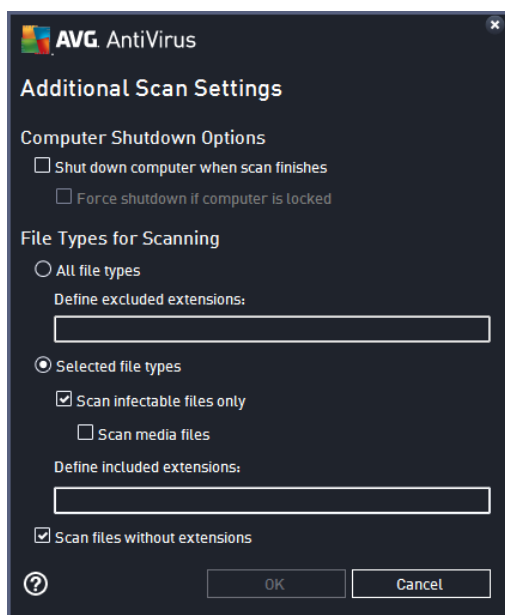 AVG. AntiVirus
Additional Scan Settings
Computer Shutdown Options
Shut down computer when scan finishes
Force shutdown if computer is locked
File Types for Scanning
All file types
Define excluded extensions:
Selected file types
Scan infectable files only
Scan media files
Define included extensions:
Scan files without extensions
OK
Cancel